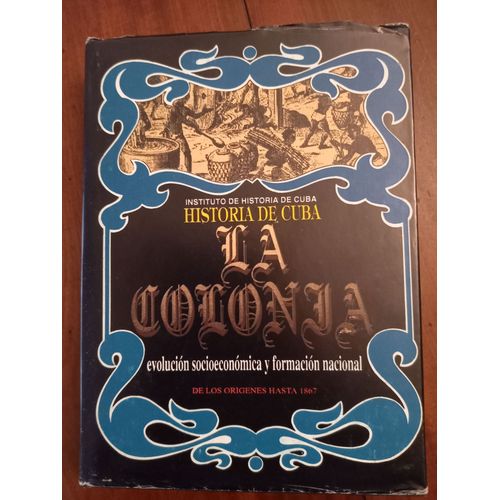 INSTITUTO DE HISTORIA DE CUBA
HISTORIA DE CUBA
LA
COLONIA
evolución socioeconómica y formación nacional
DE LOS ORIGENES HASTA 1867